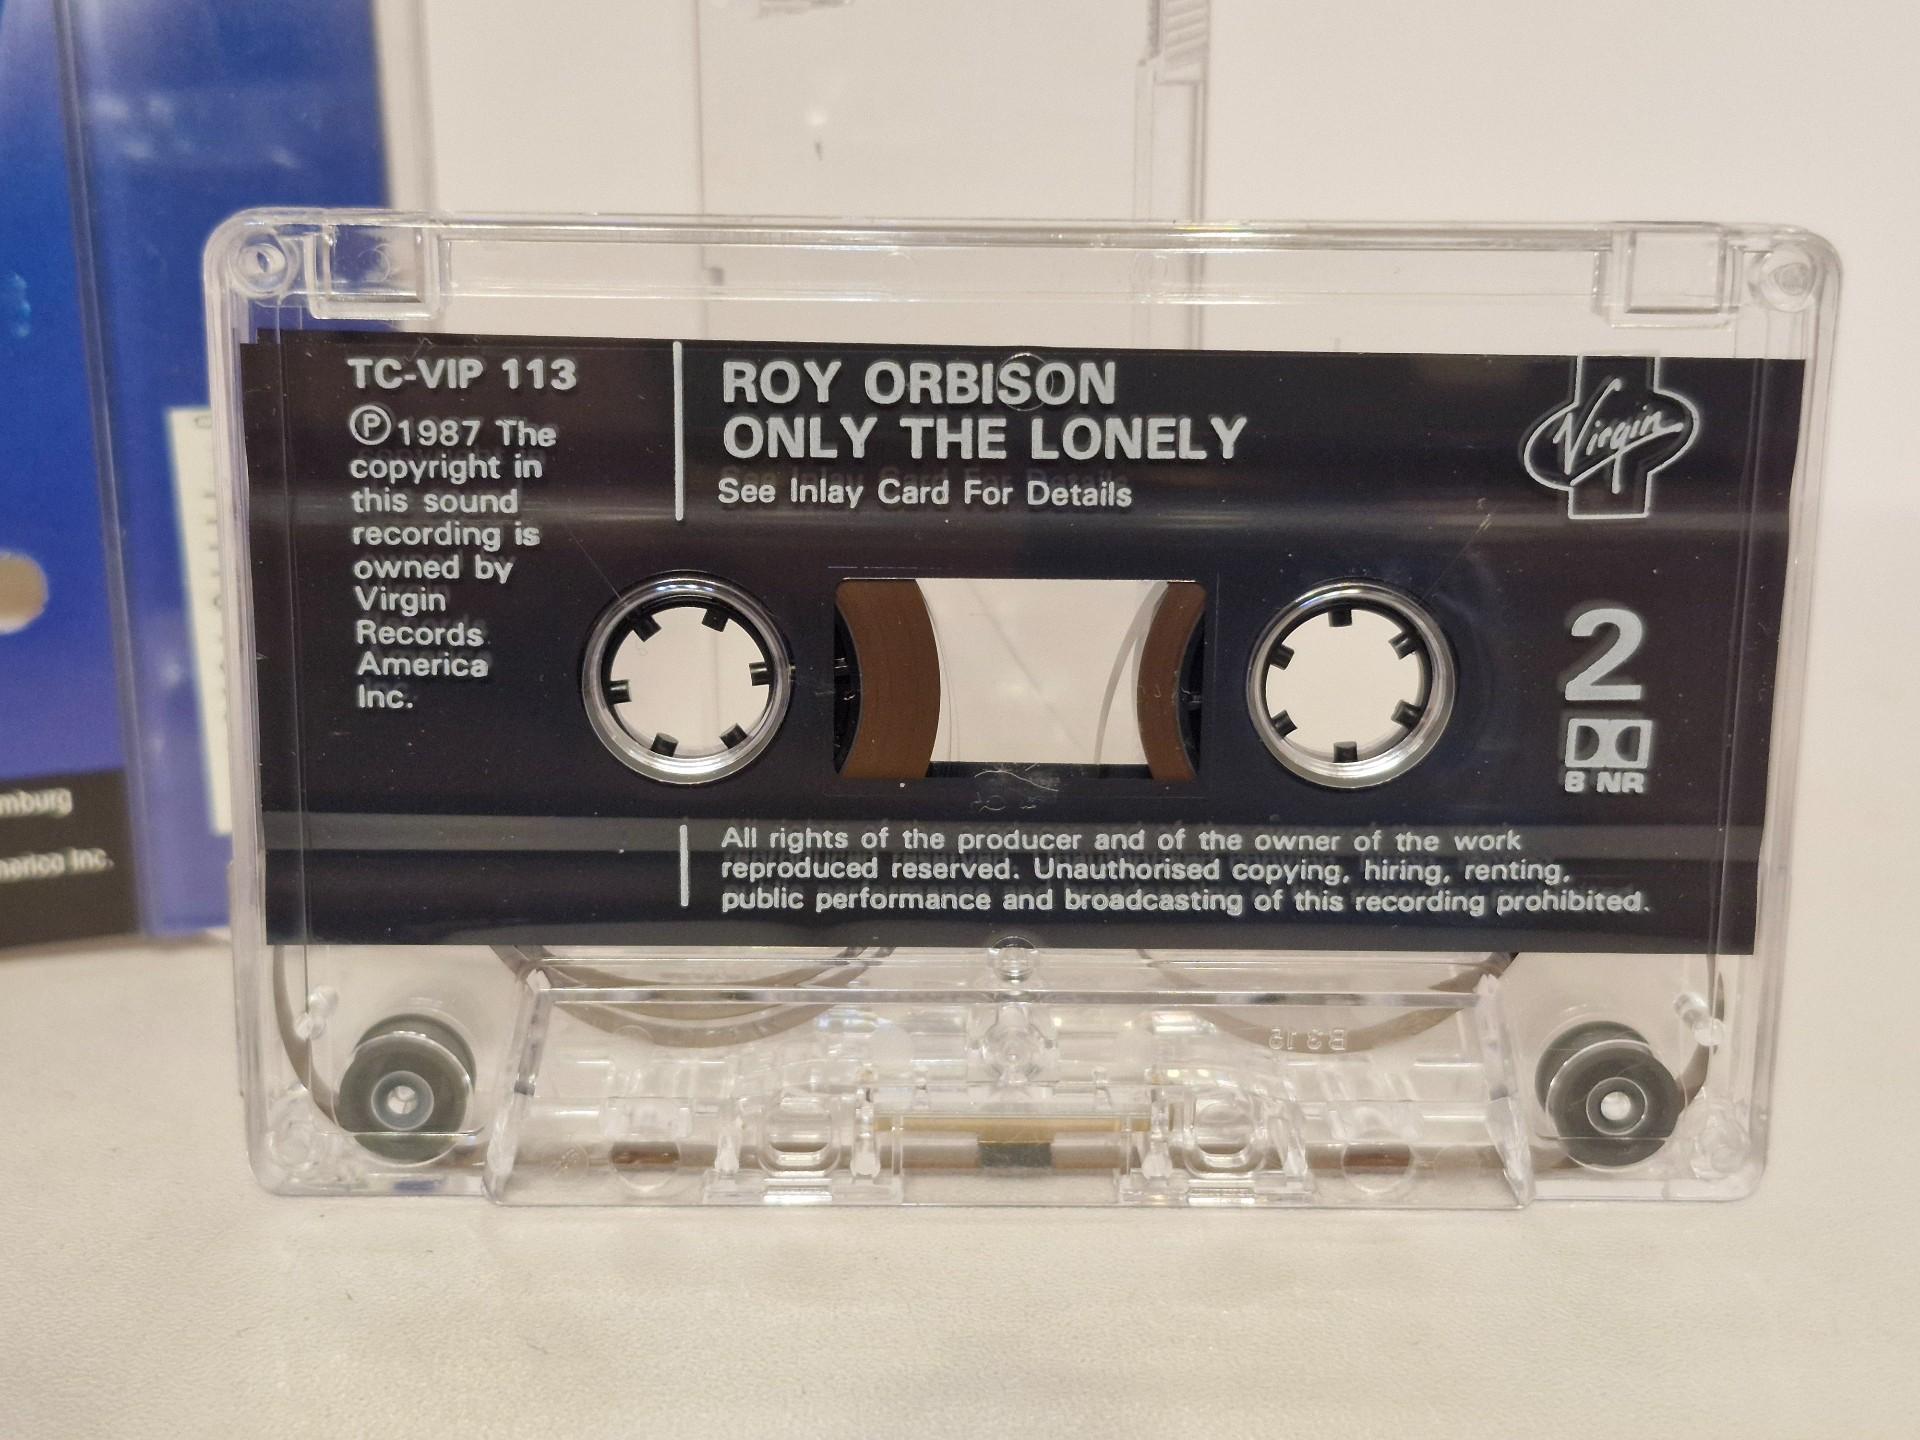 TC-VIP 113
Ⓟ1987 The
copyright in
this sound
recording is
owned by
Virgin
Records
America
Inc.
ROY ORBISON
ONLY THE LONELY
See Inlay Card For Details
Virgin
2
B NR
All rights of the producer and of the owner of the work
reproduced reserved. Unauthorised copying, hiring, renting,
public performance and broadcasting of this recording prohibited.
mburg
merica Inc.